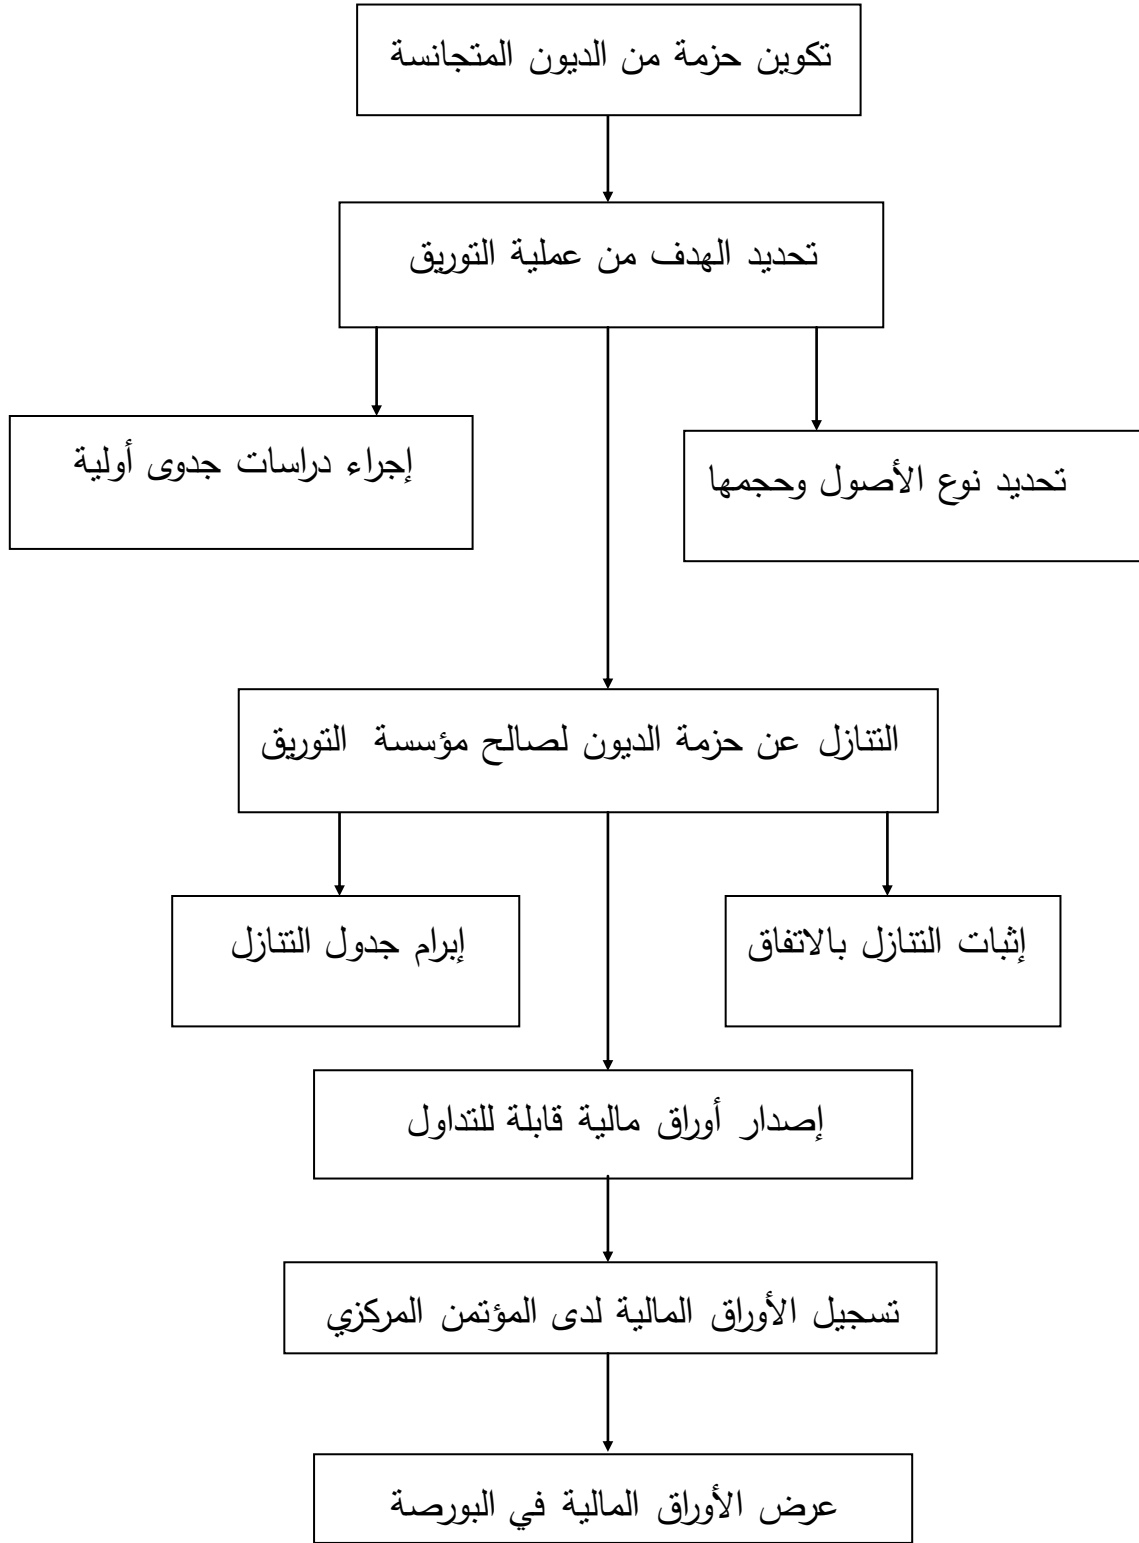 تكوين حزمة من الديون المتجانسة
تحديد الهدف من عملية التوريق
تحديد نوع الأصول وحجمها
إجراء دراسات جدوى أولية
التنازل عن حزمة الديون لصالح مؤسسة التوريق
إثبات التنازل بالاتفاق
إبرام جدول التنازل
إصدار أوراق مالية قابلة للتداول
تسجيل الأوراق المالية لدى المؤتمن المركزي
عرض الأوراق المالية في البورصة